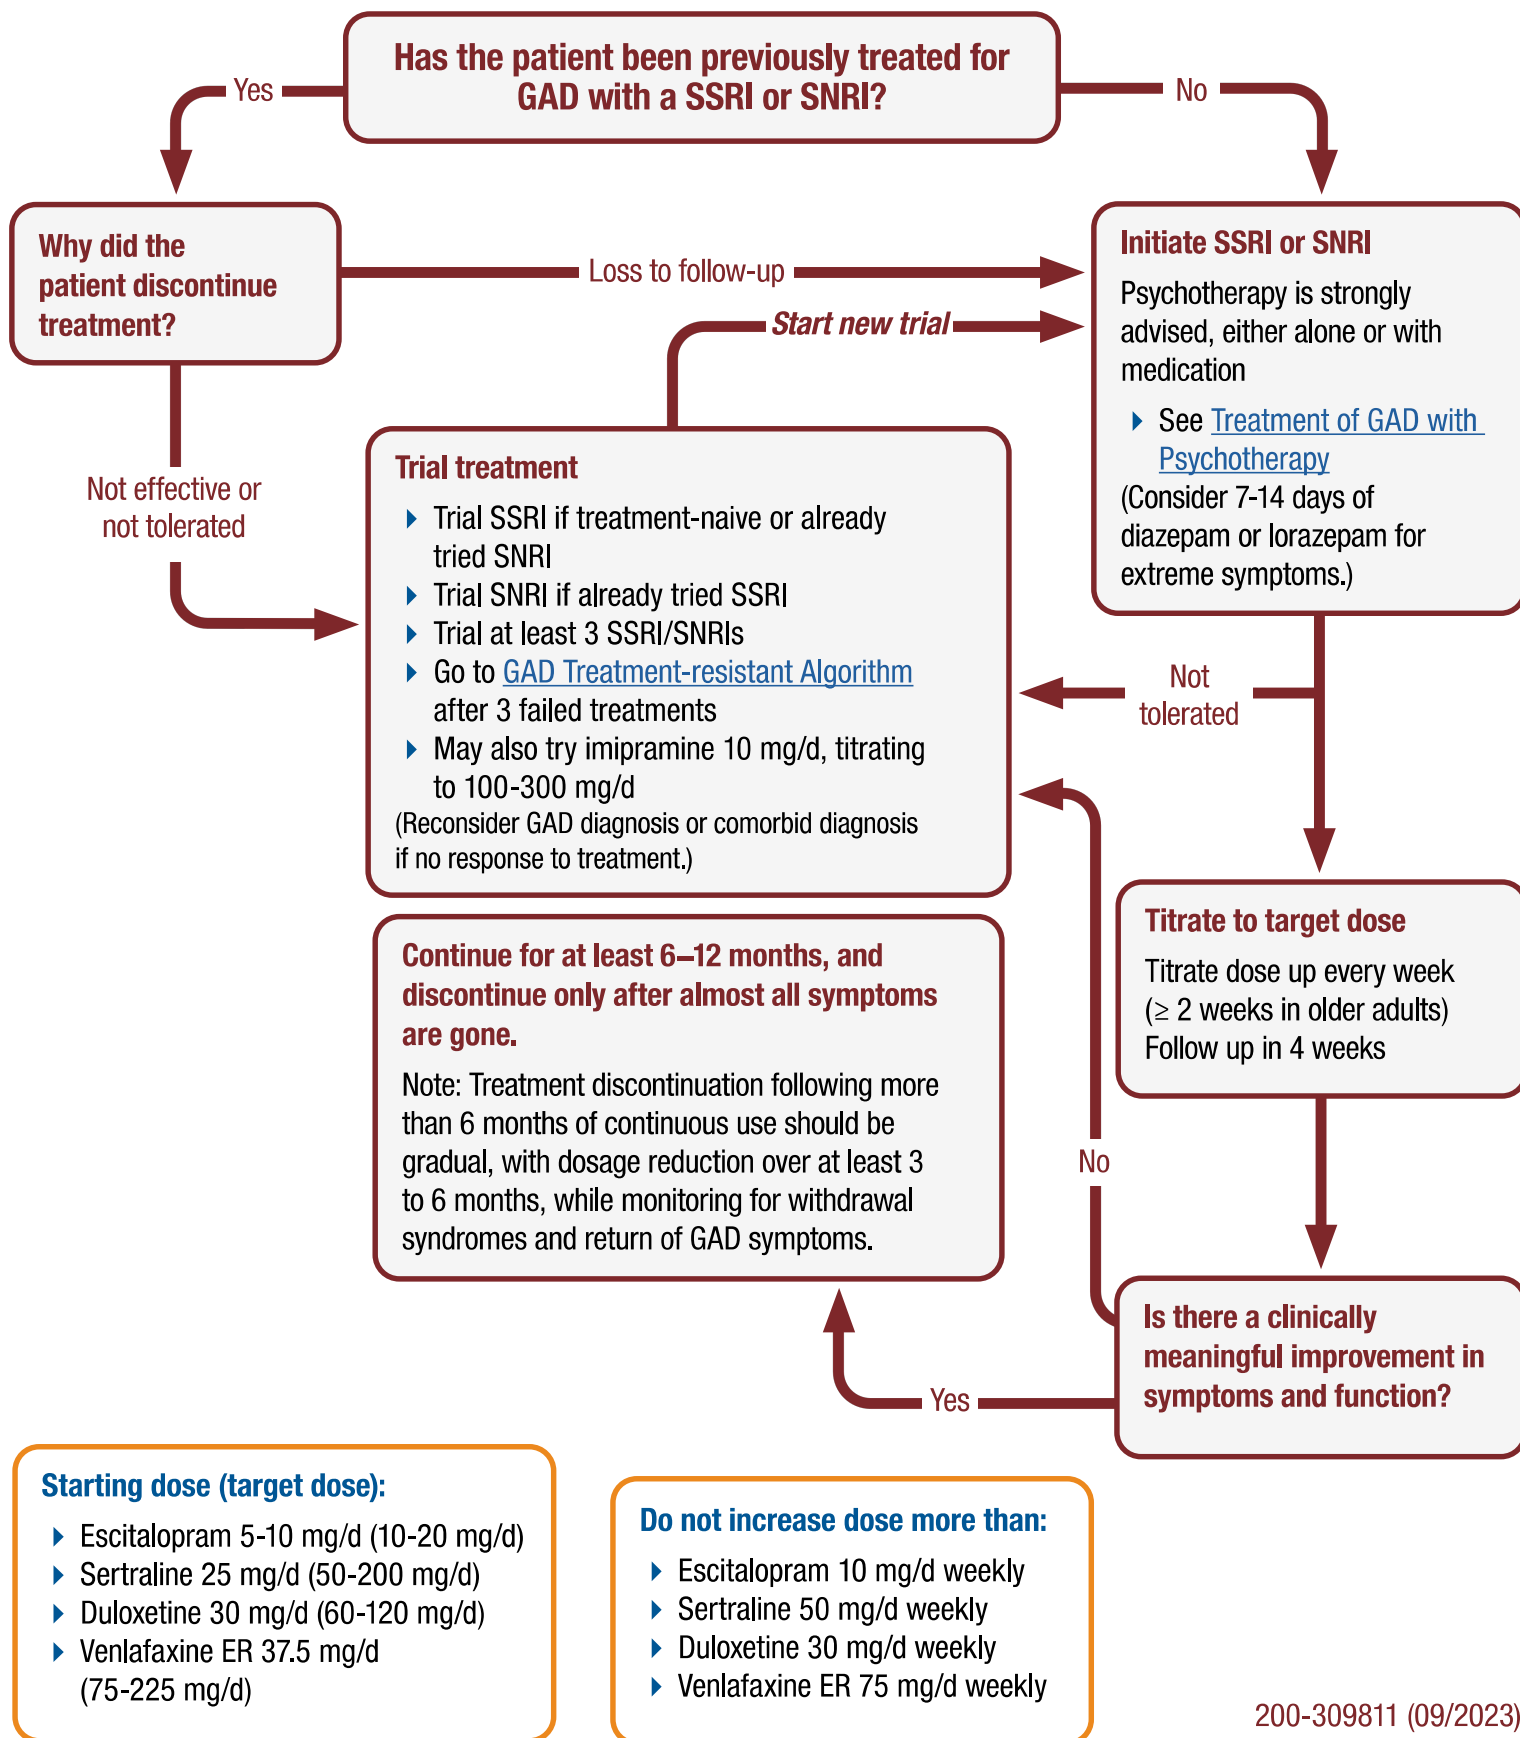 Has the patient been previously treated for
GAD with a SSRI or SNRI?
Yes
No
Why did the
patient discontinue
treatment?
Loss to follow-up
Start new trial
Initiate SSRI or SNRI
Psychotherapy is strongly
advised, either alone or with
medication
See Treatment of GAD with
Psychotherapy
(Consider 7-14 days of
diazepam or lorazepam for
extreme symptoms.)
Not effective or
not tolerated
Trial treatment
Trial SSRI if treatment-naive or already
tried SNRI
Trial SNRI if already tried SSRI
Trial at least 3 SSRI/SNRIs
Go to GAD Treatment-resistant Algorithm
after 3 failed treatments
May also try imipramine 10 mg/d, titrating
to 100-300 mg/d
(Reconsider GAD diagnosis or comorbid diagnosis
if no response to treatment.)
Not
tolerated
Titrate to target dose
Titrate dose up every week
(≥ 2 weeks in older adults)
Follow up in 4 weeks
Continue for at least 6–12 months, and
discontinue only after almost all symptoms
are gone.
Note: Treatment discontinuation following more
than 6 months of continuous use should be
gradual, with dosage reduction over at least 3
to 6 months, while monitoring for withdrawal
syndromes and return of GAD symptoms.
No
Is there a clinically
meaningful improvement in
symptoms and function?
Yes
Starting dose (target dose):
Escitalopram 5-10 mg/d (10-20 mg/d)
Sertraline 25 mg/d (50-200 mg/d)
Duloxetine 30 mg/d (60-120 mg/d)
Venlafaxine ER 37.5 mg/d
(75-225 mg/d)
Do not increase dose more than:
Escitalopram 10 mg/d weekly
Sertraline 50 mg/d weekly
Duloxetine 30 mg/d weekly
Venlafaxine ER 75 mg/d weekly
200-309811 (09/2023)